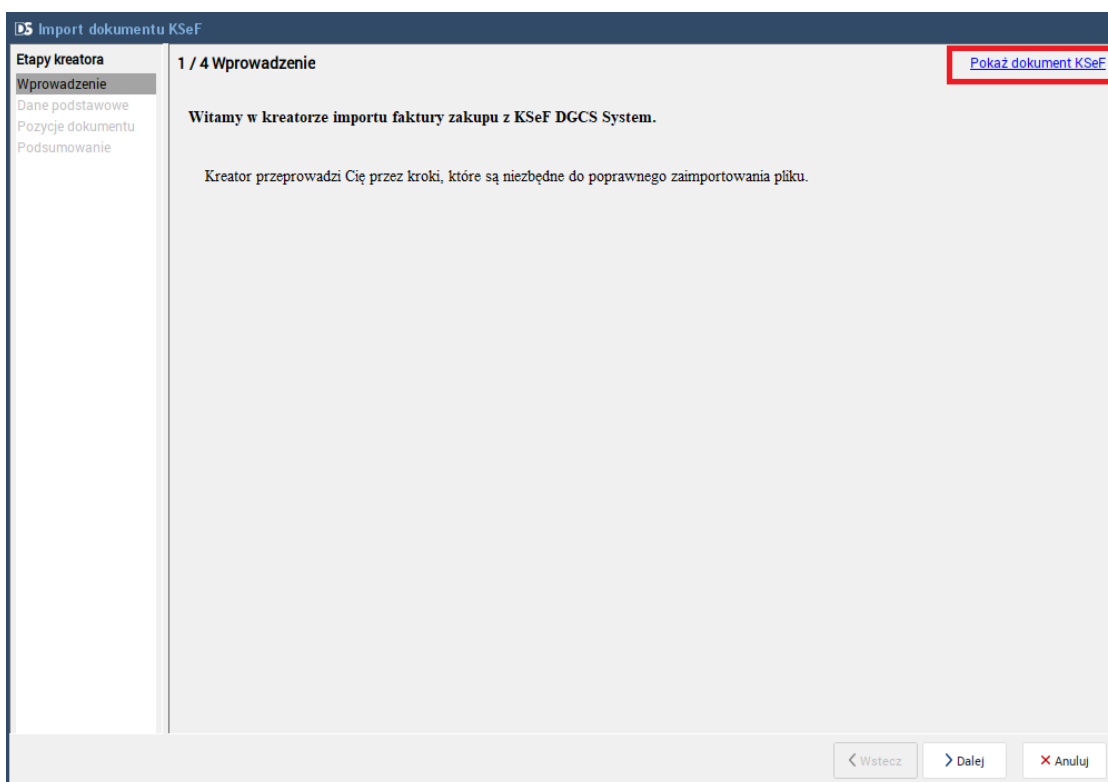 DS Import dokumentu KSeF
Etapy kreatora
Wprowadzenie
Dane podstawowe
Pozycje dokumentu
Podsumowanie
1 / 4 Wprowadzenie
Pokaż dokument KSeF
Witamy w kreatorze importu faktury zakupu z KSeF DGCS System.
Kreator przeprowadzi Cię przez kroki, które są niezbędne do poprawnego zaimportowania pliku.
Wstecz
Dalej
Anuluj